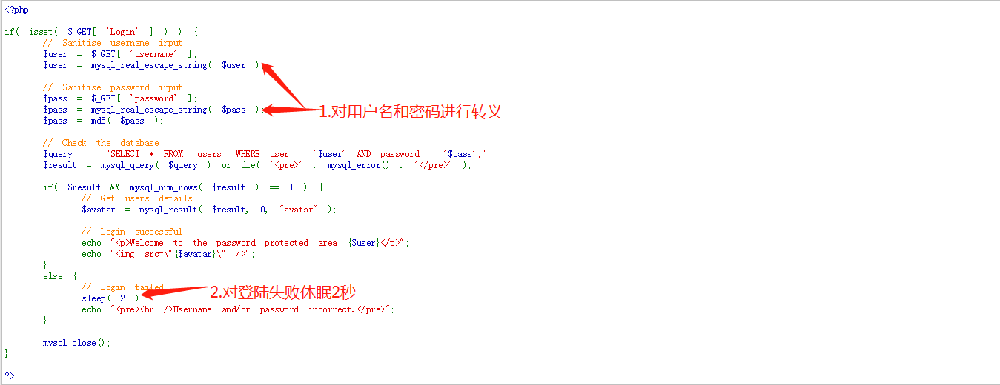 <?php
if( isset( $_GET[ 'Login' ] ) ) {
// Sanitise username input
$user = $_GET[ 'username' ];
$user = mysql_real_escape_string( $user )
// Sanitise password input
$pass = $_GET[ 'password' ];
$pass = mysql_real_escape_string( $pass );
1.对用户名和密码进行转义
$pass = md5( $pass );
// Check the database
$query = "SELECT * FROM `users` WHERE user = '$user' AND password = '$pass';";
$result = mysql_query( $query ) or die( '<pre>' . mysql_error() . '</pre>' );
if( $result && mysql_num_rows( $result ) == 1 ) {
// Get users details
$avatar = mysql_result( $result, 0, "avatar" );
// Login successful
echo "<p>Welcome to the password protected area {$user}</p>";
echo "<img src=\"{$avatar}\" />";
}
else {
// Login failed
2.对登陆失败休眠2秒
sleep( 2 );
echo "<pre><br />Username and/or password incorrect.</pre>";
}
mysql_close();
}
?>